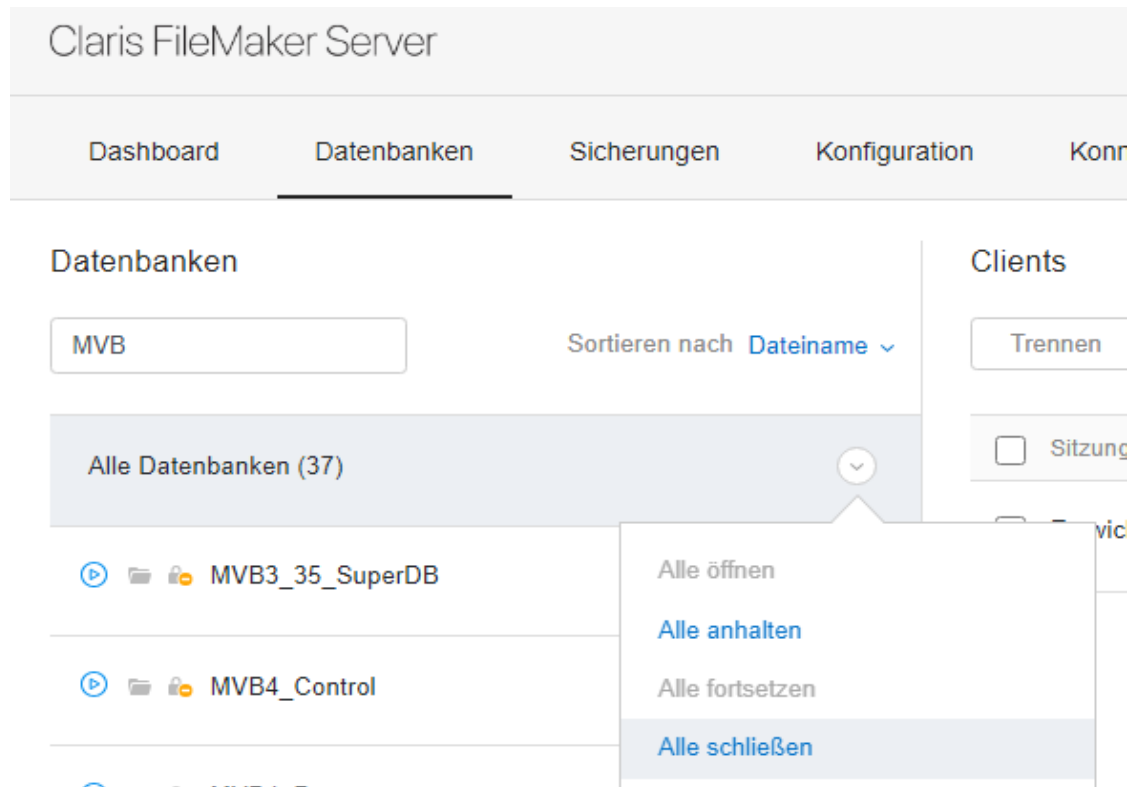 Claris FileMaker Server
Dashboard Datenbanken Sicherungen Konfiguration
Datenbanken
MVB
Sortieren nach Dateiname
Alle Datenbanken (37)
MVB3_35_SuperDB
MVB4_Control
Alle öffnen
Alle anhalten
Alle fortsetzen
Alle schließen
Clients
Trennen
Sitzung